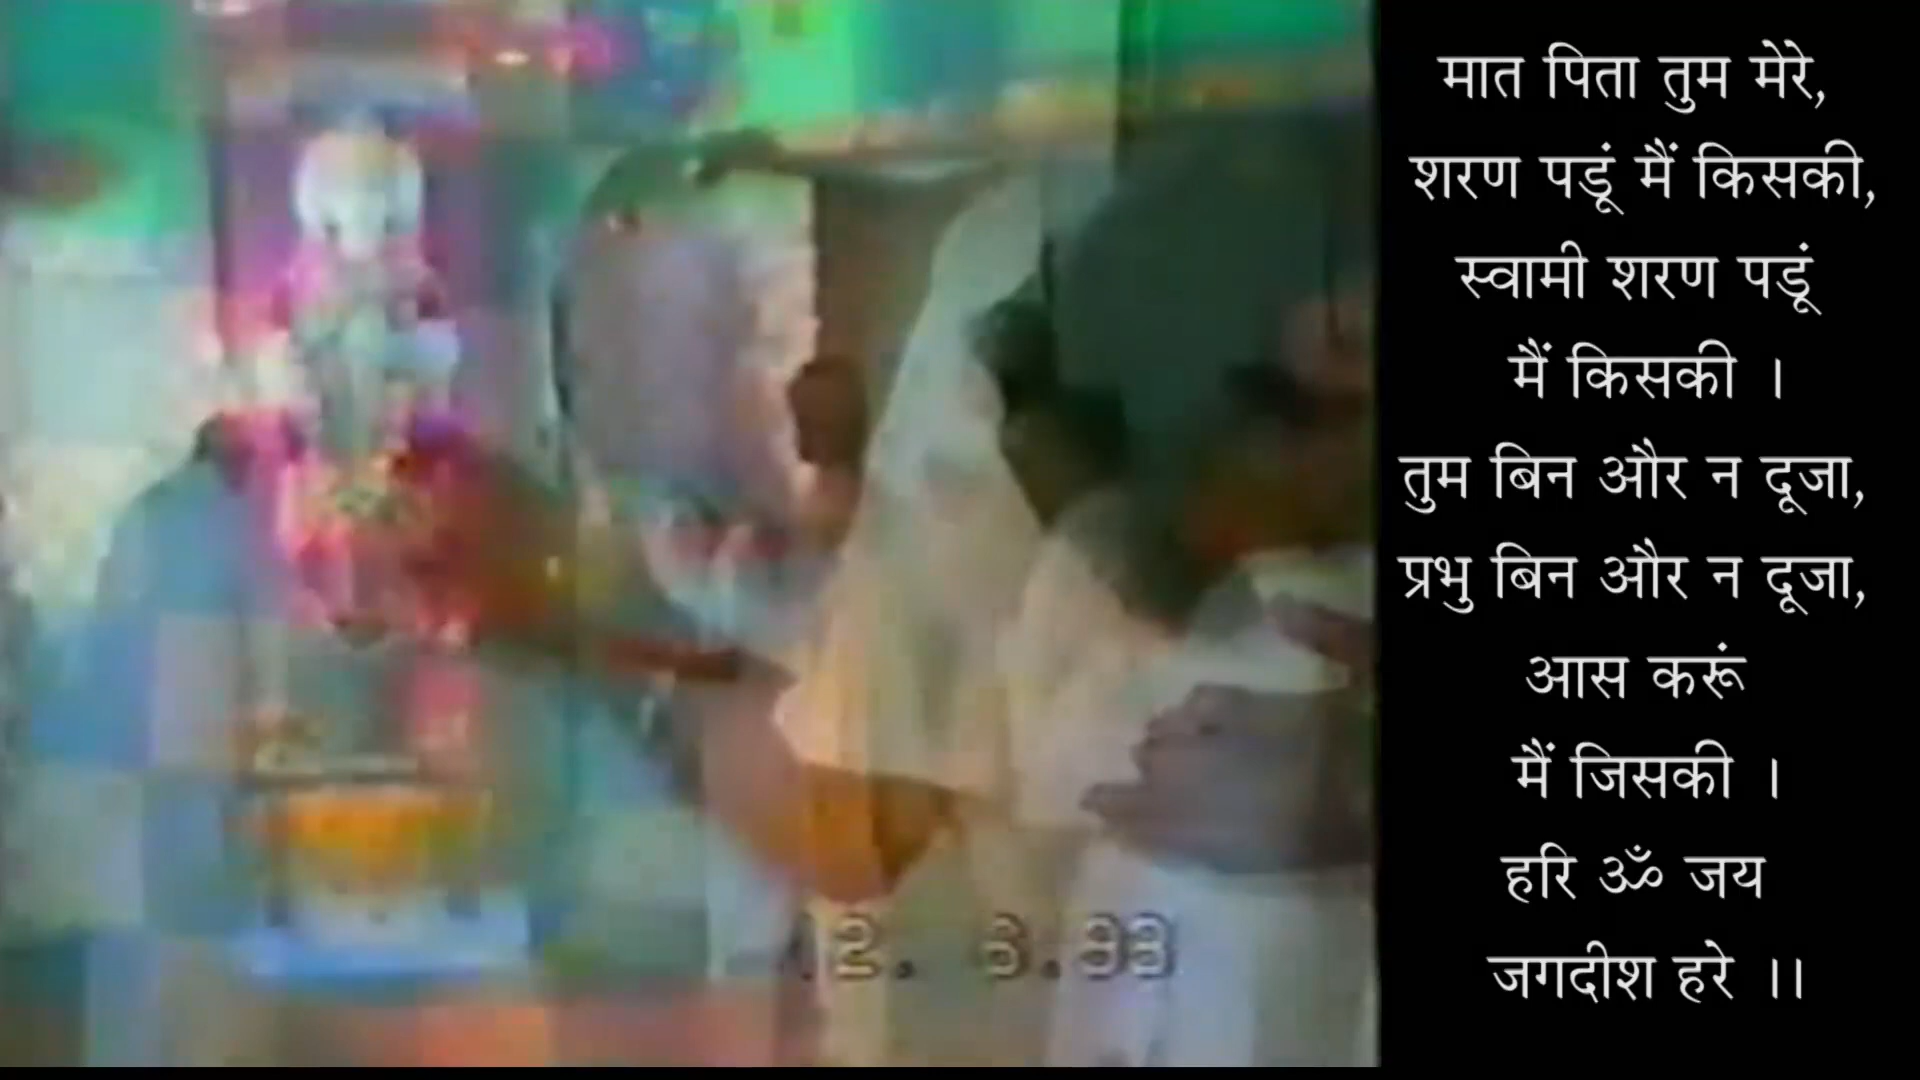 मात पिता तुम मेरे,
शरण पडूं मैं किसकी,
स्वामी शरण पडूं
मैं किसकी ।
तुम बिन और न दूजा,
प्रभु बिन और न दूजा,
आस करूं
मैं जिसकी ।
हरि ॐ जय
जगदीश हरे ।।